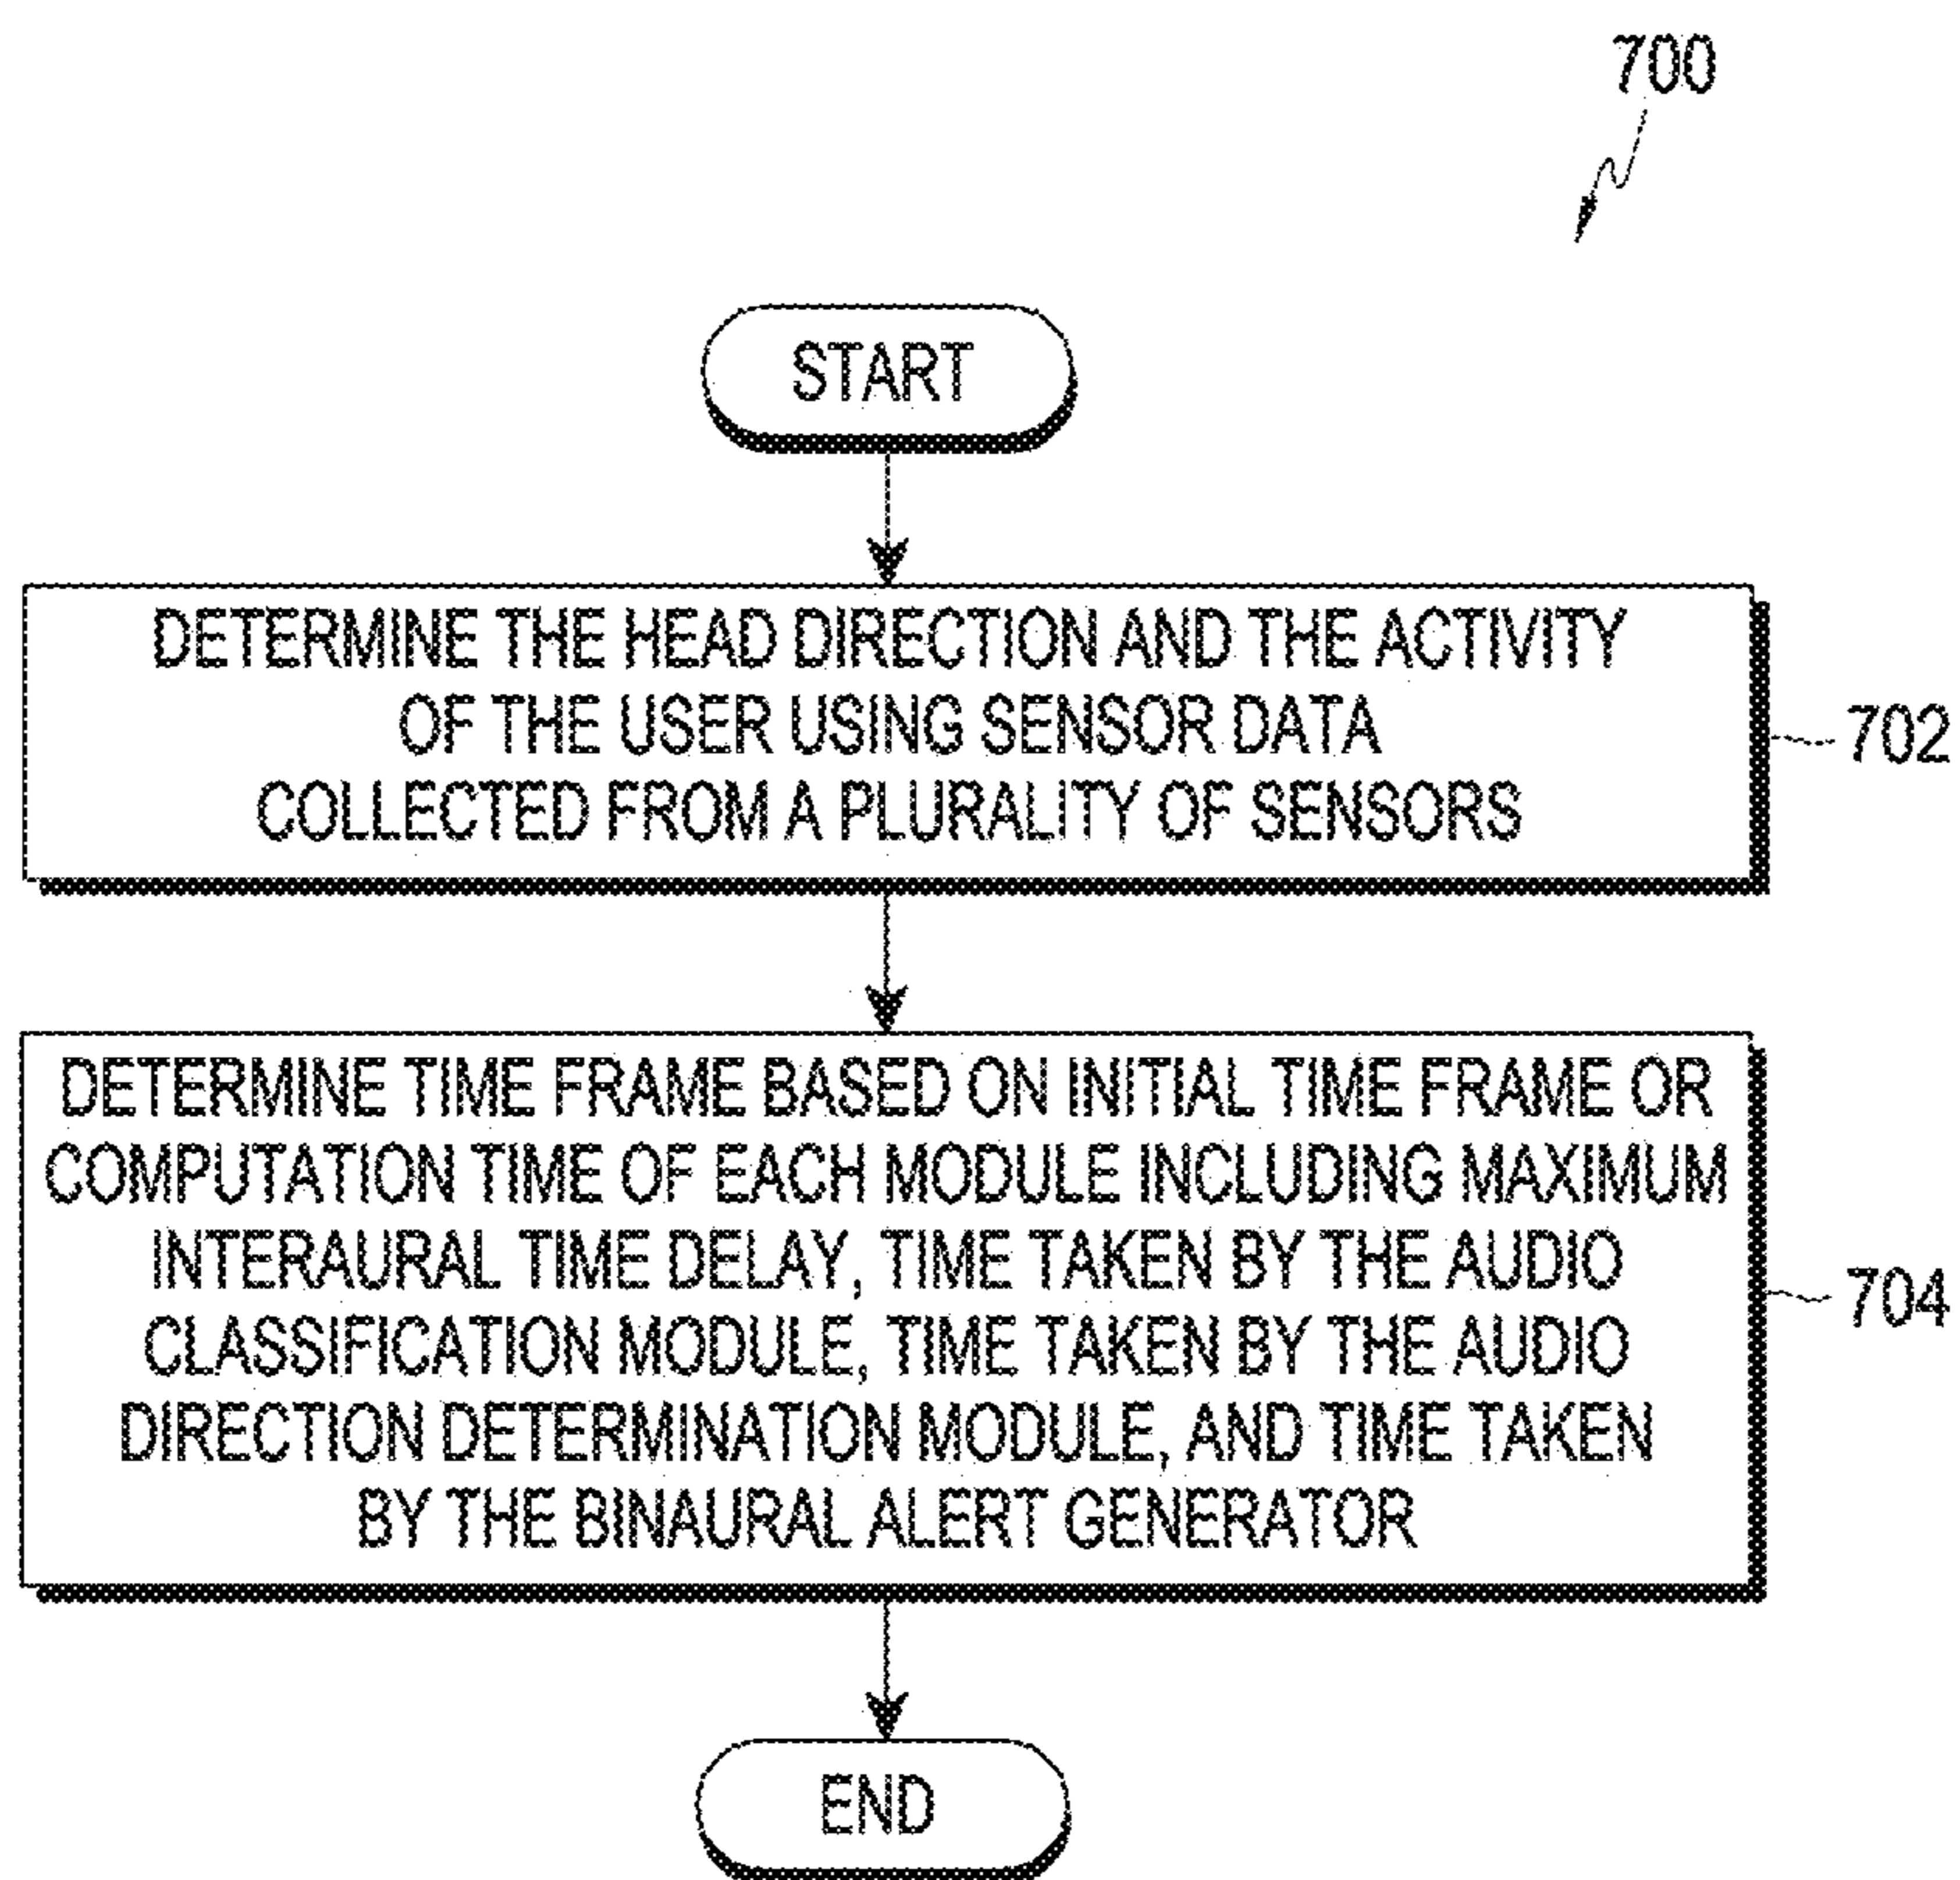 700
START
DETERMINE THE HEAD DIRECTION AND THE ACTIVITY
OF THE USER USING SENSOR DATA
COLLECTED FROM A PLURALITY OF SENSORS
702
DETERMINE TIME FRAME BASED ON INITIAL TIME FRAME OR
COMPUTATION TIME OF EACH MODULE INCLUDING MAXIMUM
INTERAURAL TIME DELAY, TIME TAKEN BY THE AUDIO
CLASSIFICATION MODULE, TIME TAKEN BY THE AUDIO
DIRECTION DETERMINATION MODULE, AND TIME TAKEN
BY THE BINAURAL ALERT GENERATOR
704
END